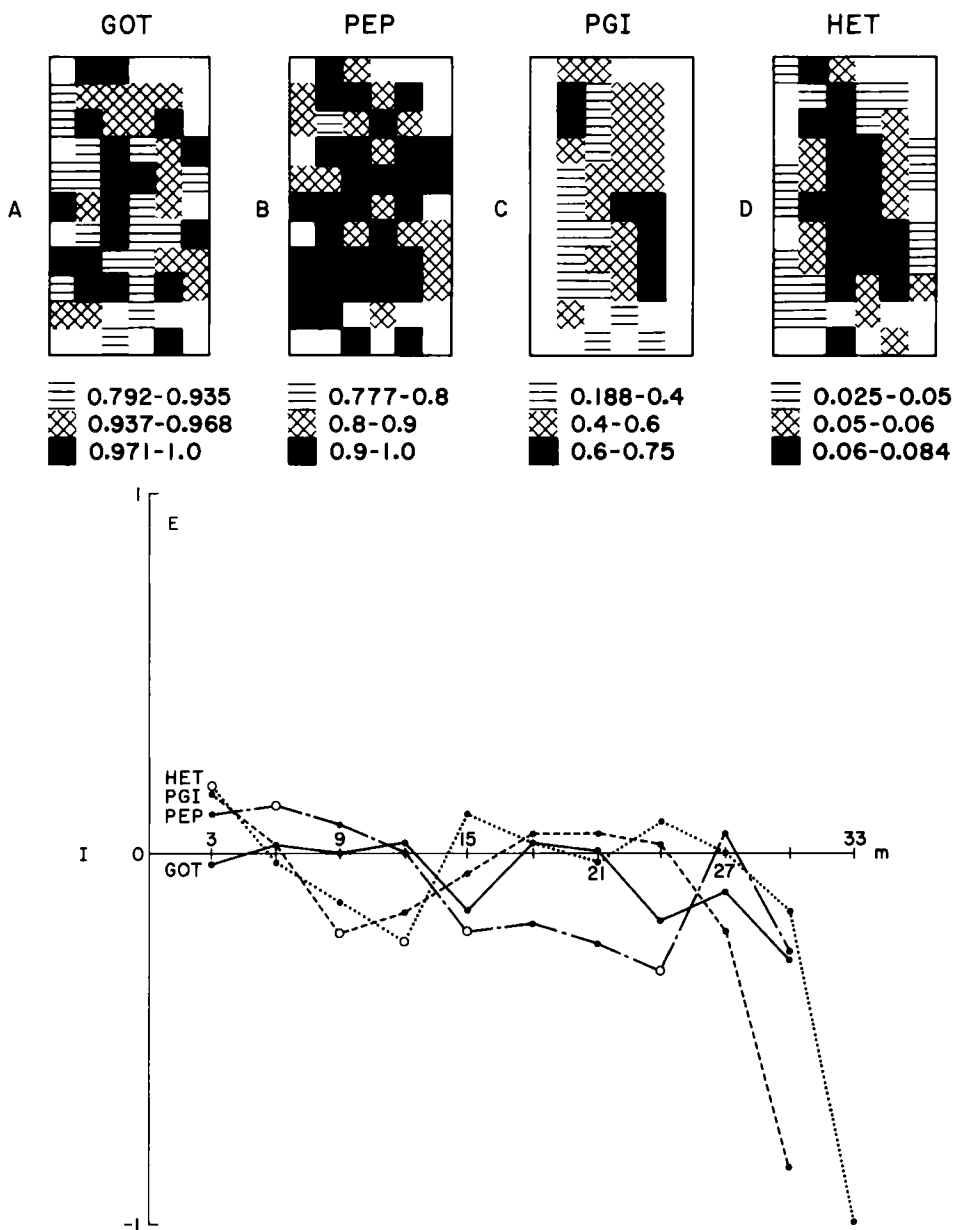 GOT PEP PGI HET
A B C D
0.792-0.935 0.777-0.8 0.188-0.4 0.025-0.05
0.937-0.968 0.8-0.9 0.4-0.6 0.05-0.06
0.971-1.0 0.9-1.0 0.6-0.75 0.06-0.084
1
E
HET
PGI
PEP
3 9 15 33
I 0 m
GOT 21 27
-1